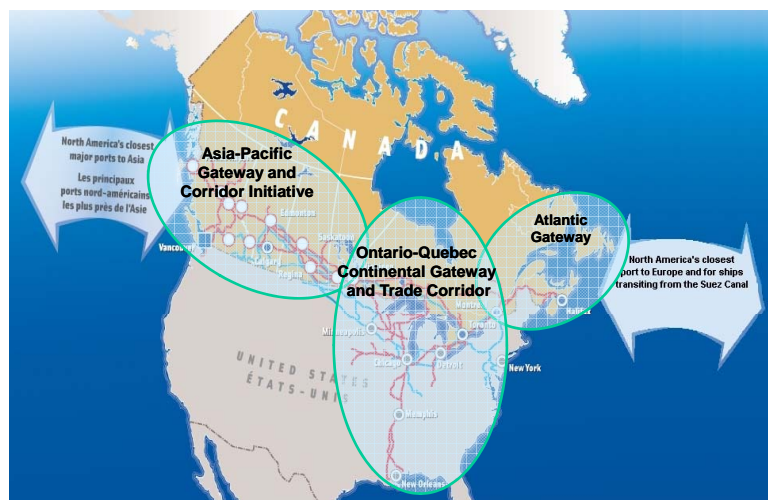 CANADA
North America's closest
major ports to Asia
Les principaux
ports nord-américains
les plus près de l'Asie
Asia-Pacific
Gateway and
Corridor Initiative
Edmonton
Saskatoon
Vancouver
Calgary
Regina
Atlantic
Gateway
Ontario-Quebec
Continental Gateway
and Trade Corridor
North America's closest
port to Europe and for ships
transiting from the Suez Canal
Halifax
Toronto
Minneapolis
Chicago
Detroit
New York
UNITED STATES
ÉTATS-UNIS
Memphis
New Orleans